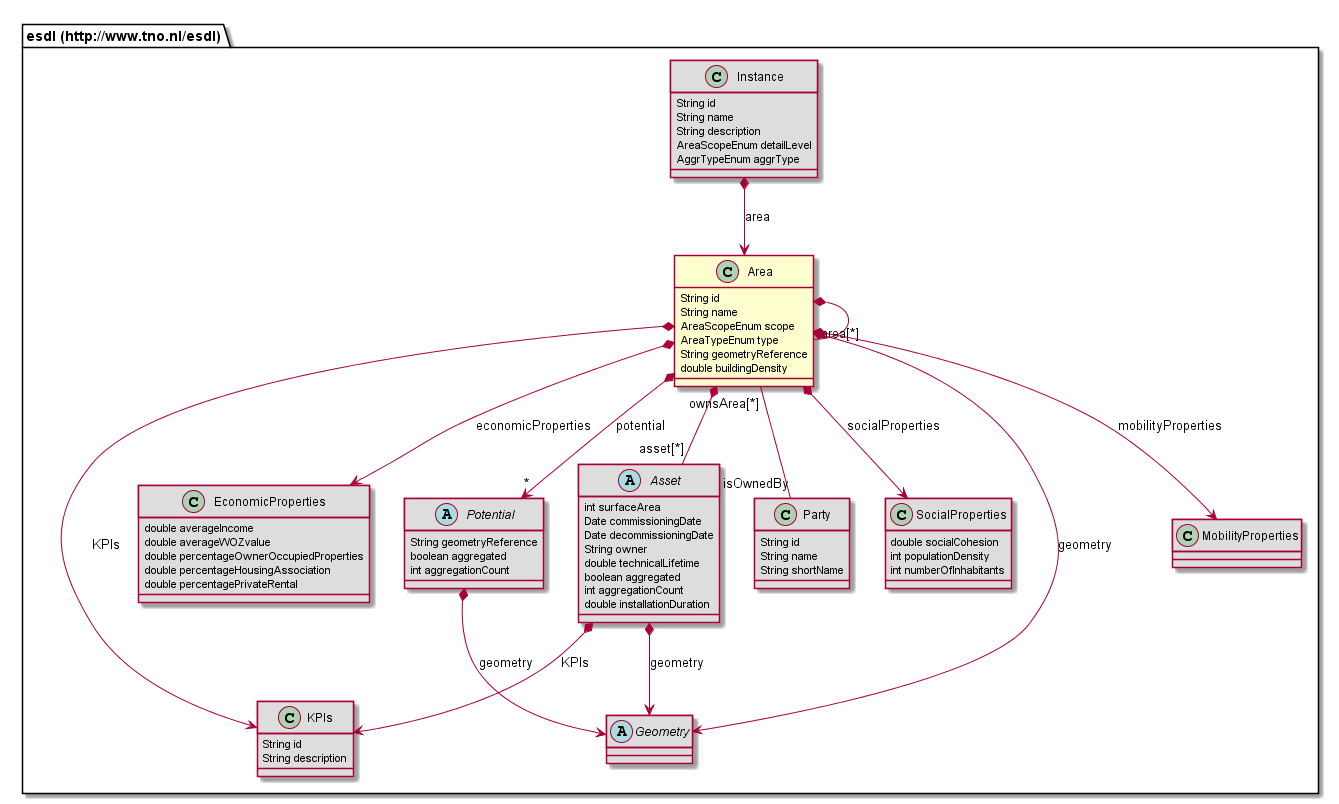 esdl (http://www.tno.nl/esdl)
C Instance
String id
String name
String description
AreaScopeEnum detailLevel
AggrTypeEnum aggrType
area
C Area
String id
String name
AreaScopeEnum scope
AreaTypeEnum type
String geometryReference
double buildingDensity
area[*]
ownsArea[*]
economicProperties
potential
socialProperties
mobilityProperties
asset[*]
*
isOwnedBy
KPIs
geometry
C EconomicProperties
double averageIncome
double averageWOZvalue
double percentageOwnerOccupiedProperties
double percentageHousingAssociation
double percentagePrivateRental
A Potential
String geometryReference
boolean aggregated
int aggregationCount
A Asset
int surfaceArea
Date commissioningDate
Date decommissioningDate
String owner
double technicalLifetime
boolean aggregated
int aggregationCount
double installationDuration
C Party
String id
String name
String shortName
C SocialProperties
double socialCohesion
int populationDensity
int numberOfInhabitants
C MobilityProperties
geometry
KPIs
geometry
C KPIs
String id
String description
A Geometry